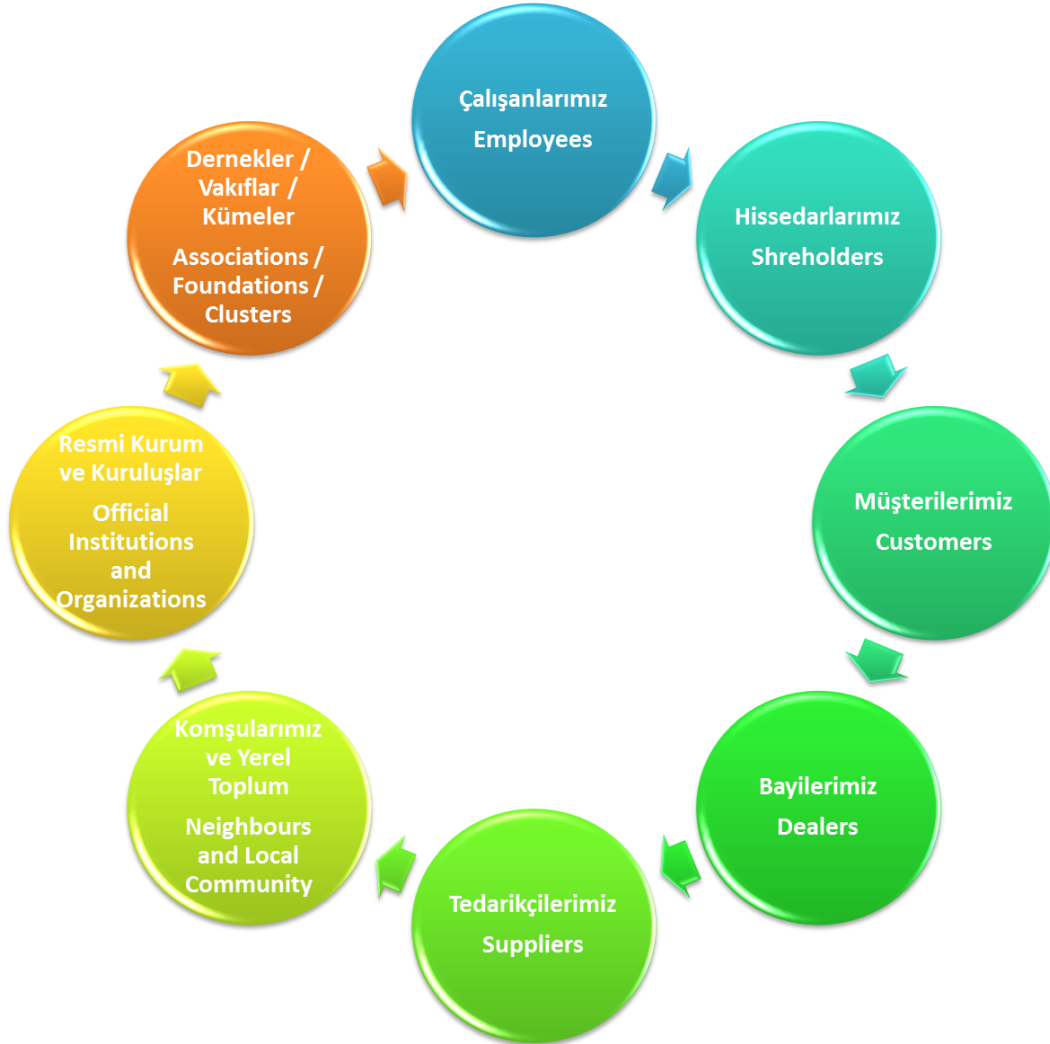 Çalışanlarımız
Employees
Hissedarlarımız
Shreholders
Müşterilerimiz
Customers
Bayilerimiz
Dealers
Tedarikçilerimiz
Suppliers
Komşularımız
ve Yerel
Toplum
Neighbours
and Local
Community
Resmi Kurum
ve Kuruluşlar
Official
Institutions
and
Organizations
Dernekler /
Vakıflar /
Kümeler
Associations /
Foundations /
Clusters